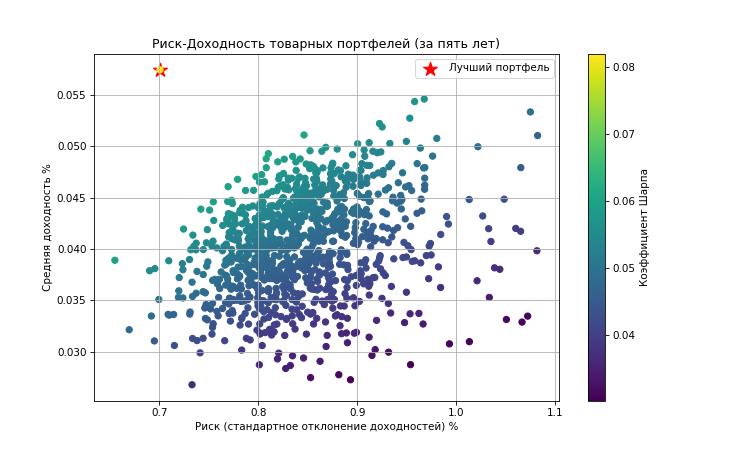 Риск-Доходность товарных портфелей (за пять лет)
Лучший портфель
Средняя доходность %
0.055
0.050
0.045
0.040
0.035
0.030
0.7 0.8 0.9 1.0 1.1
Риск (стандартное отклонение доходностей) %
0.08
0.07
0.06
0.05
0.04
Коэффициент Шарпа